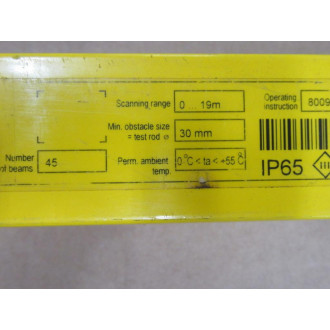 Scanning range
0 ... 19m
Operating
instruction
8009
Min. obstacle size
= test rod ⌀
30 mm
Number
of beams
45
Perm. ambient
temp.
0 °C < ta < +55 °C
IP65
III